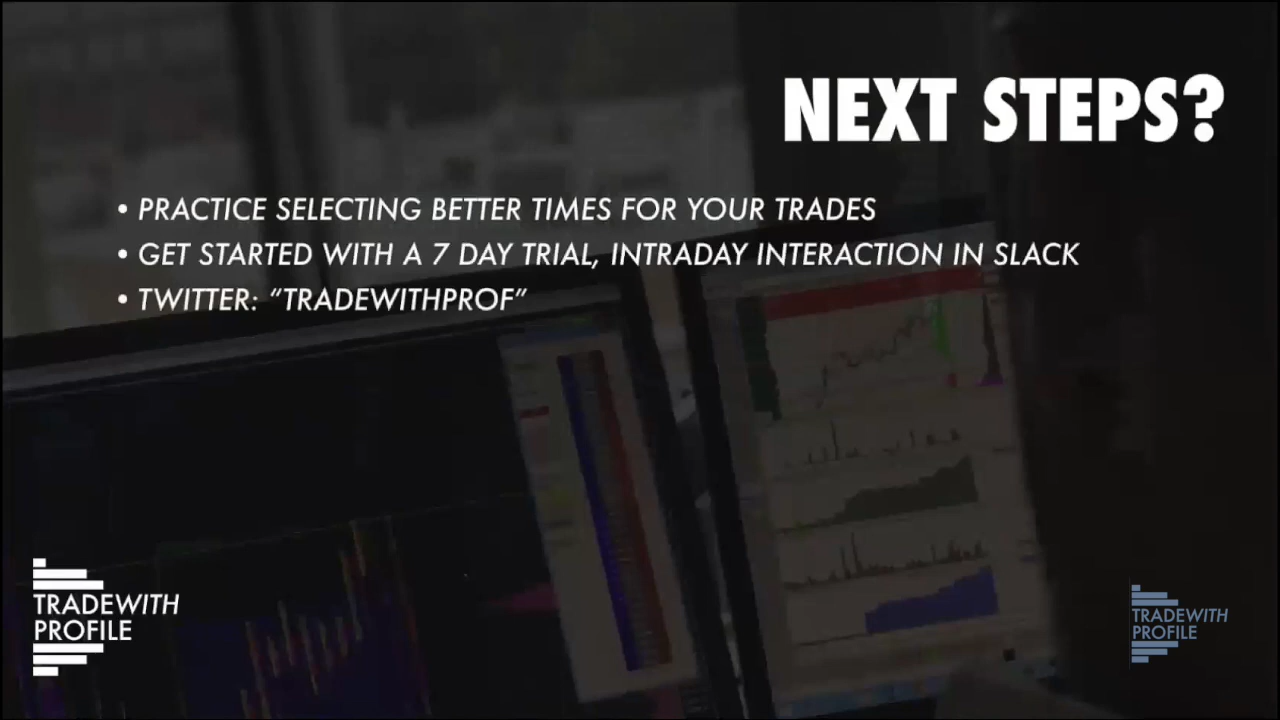 NEXT STEPS?
• PRACTICE SELECTING BETTER TIMES FOR YOUR TRADES
• GET STARTED WITH A 7 DAY TRIAL, INTRADAY INTERACTION IN SLACK
• TWITTER: “TRADEWITHPROF”
TRADEWITH
PROFILE
TRADEWITH
PROFILE